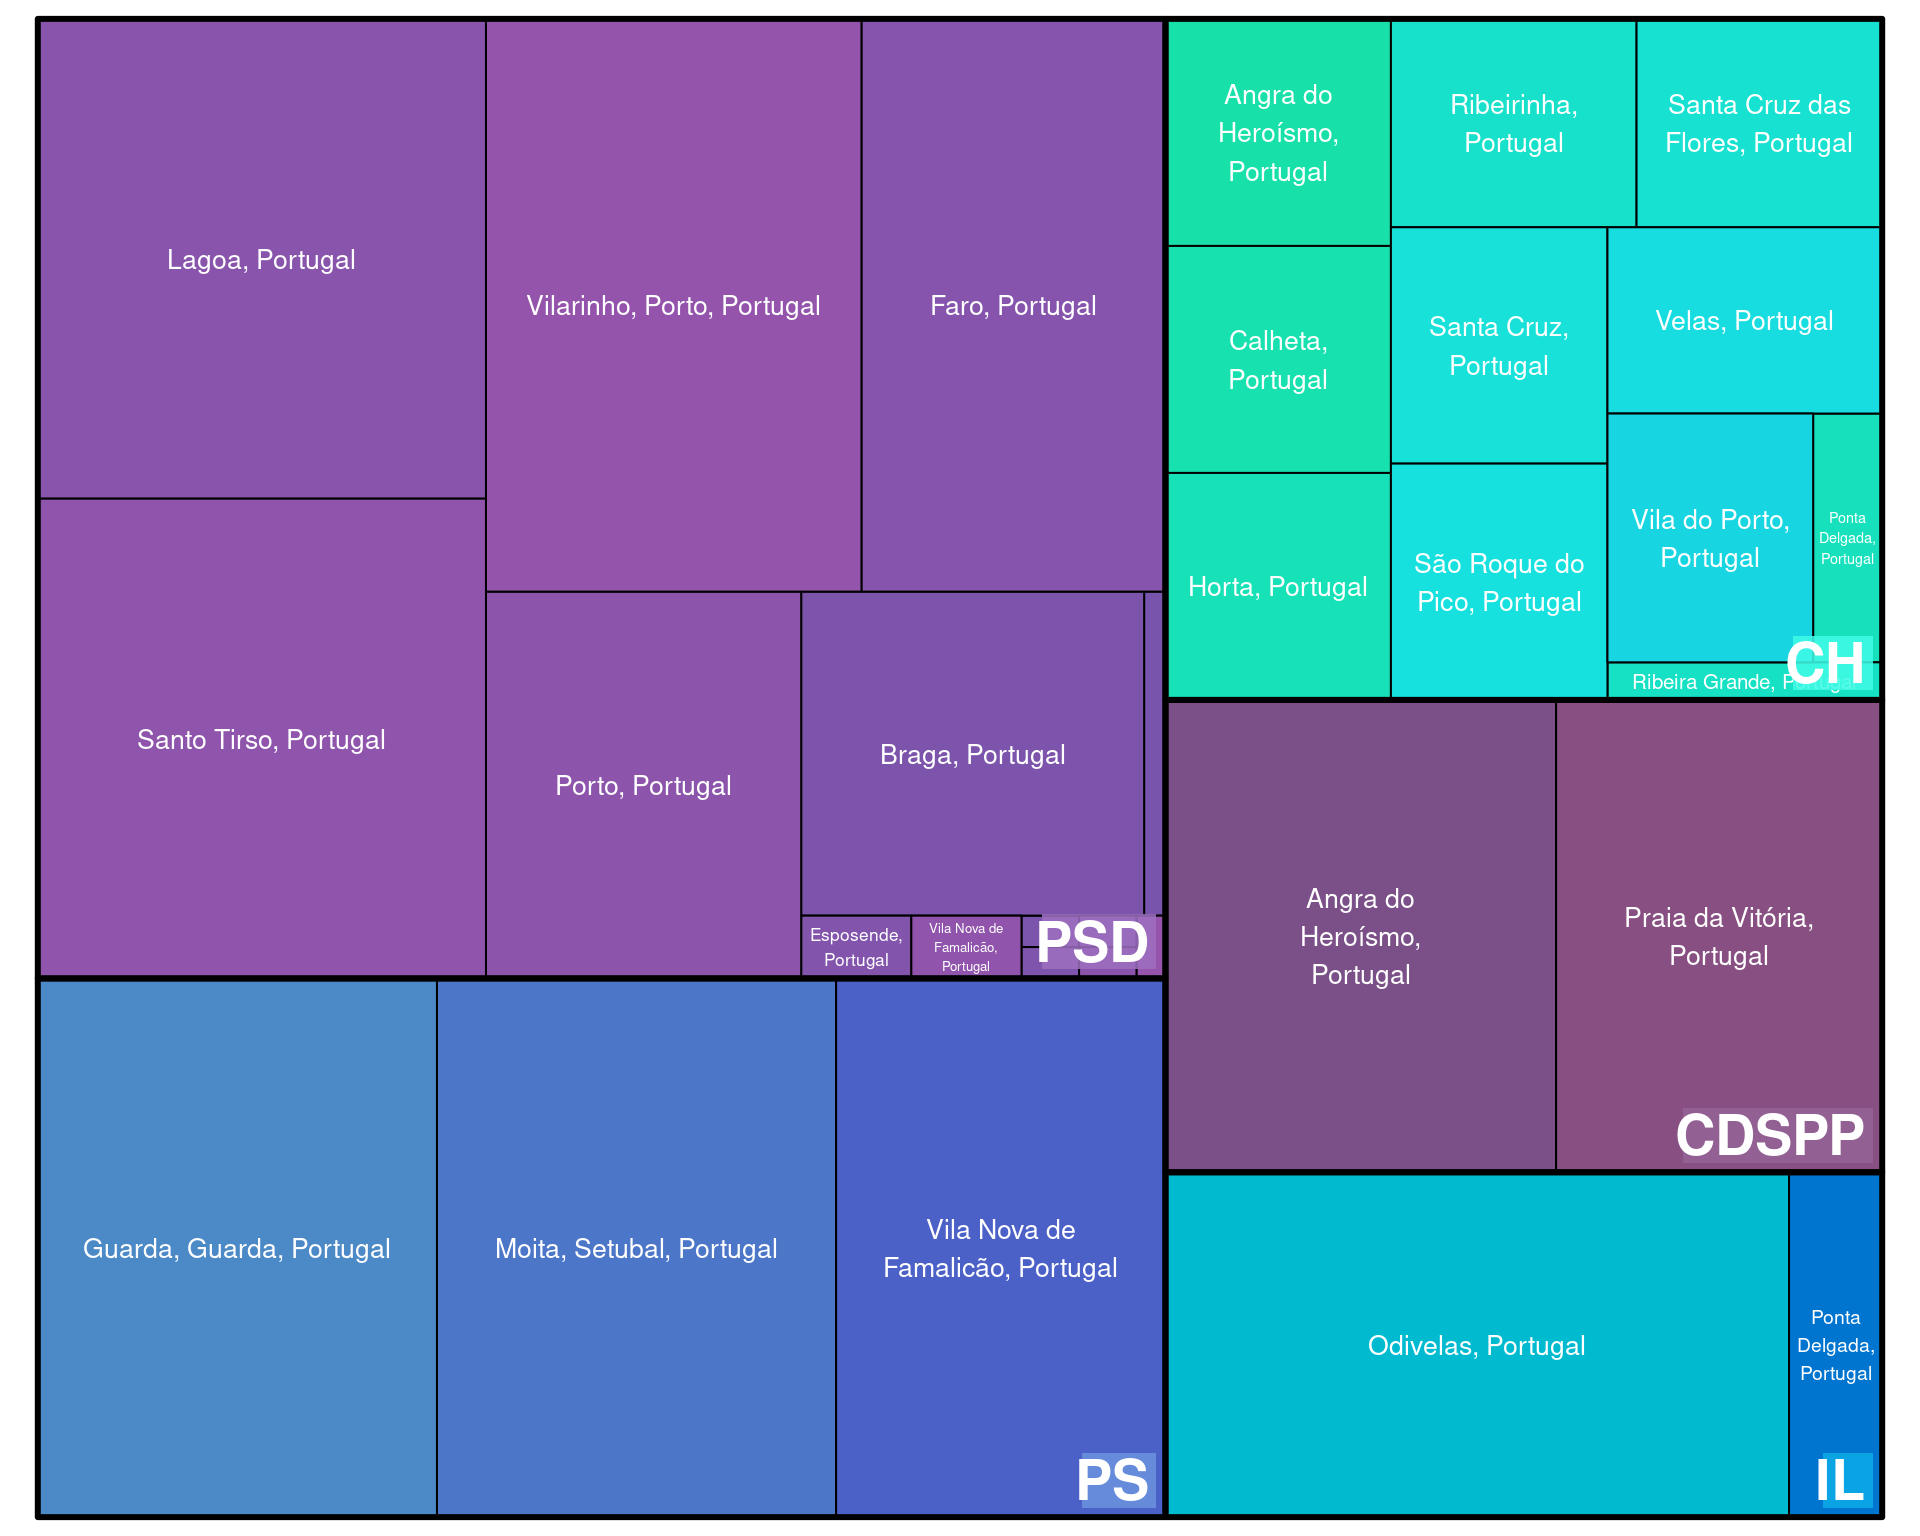 Lagoa, Portugal
Vilarinho, Porto, Portugal
Faro, Portugal
Santo Tirso, Portugal
Porto, Portugal
Braga, Portugal
Esposende,
Portugal
Vila Nova de
Famalicão,
Portugal
PSD
Angra do
Heroísmo,
Portugal
Ribeirinha,
Portugal
Santa Cruz das
Flores, Portugal
Calheta,
Portugal
Santa Cruz,
Portugal
Velas, Portugal
Horta, Portugal
São Roque do
Pico, Portugal
Vila do Porto,
Portugal
Ponta
Delgada,
Portugal
Ribeira Grande, Portugal
CH
Angra do
Heroísmo,
Portugal
Praia da Vitória,
Portugal
CDSPP
Guarda, Guarda, Portugal
Moita, Setubal, Portugal
Vila Nova de
Famalicão, Portugal
PS
Odivelas, Portugal
Ponta
Delgada,
Portugal
IL